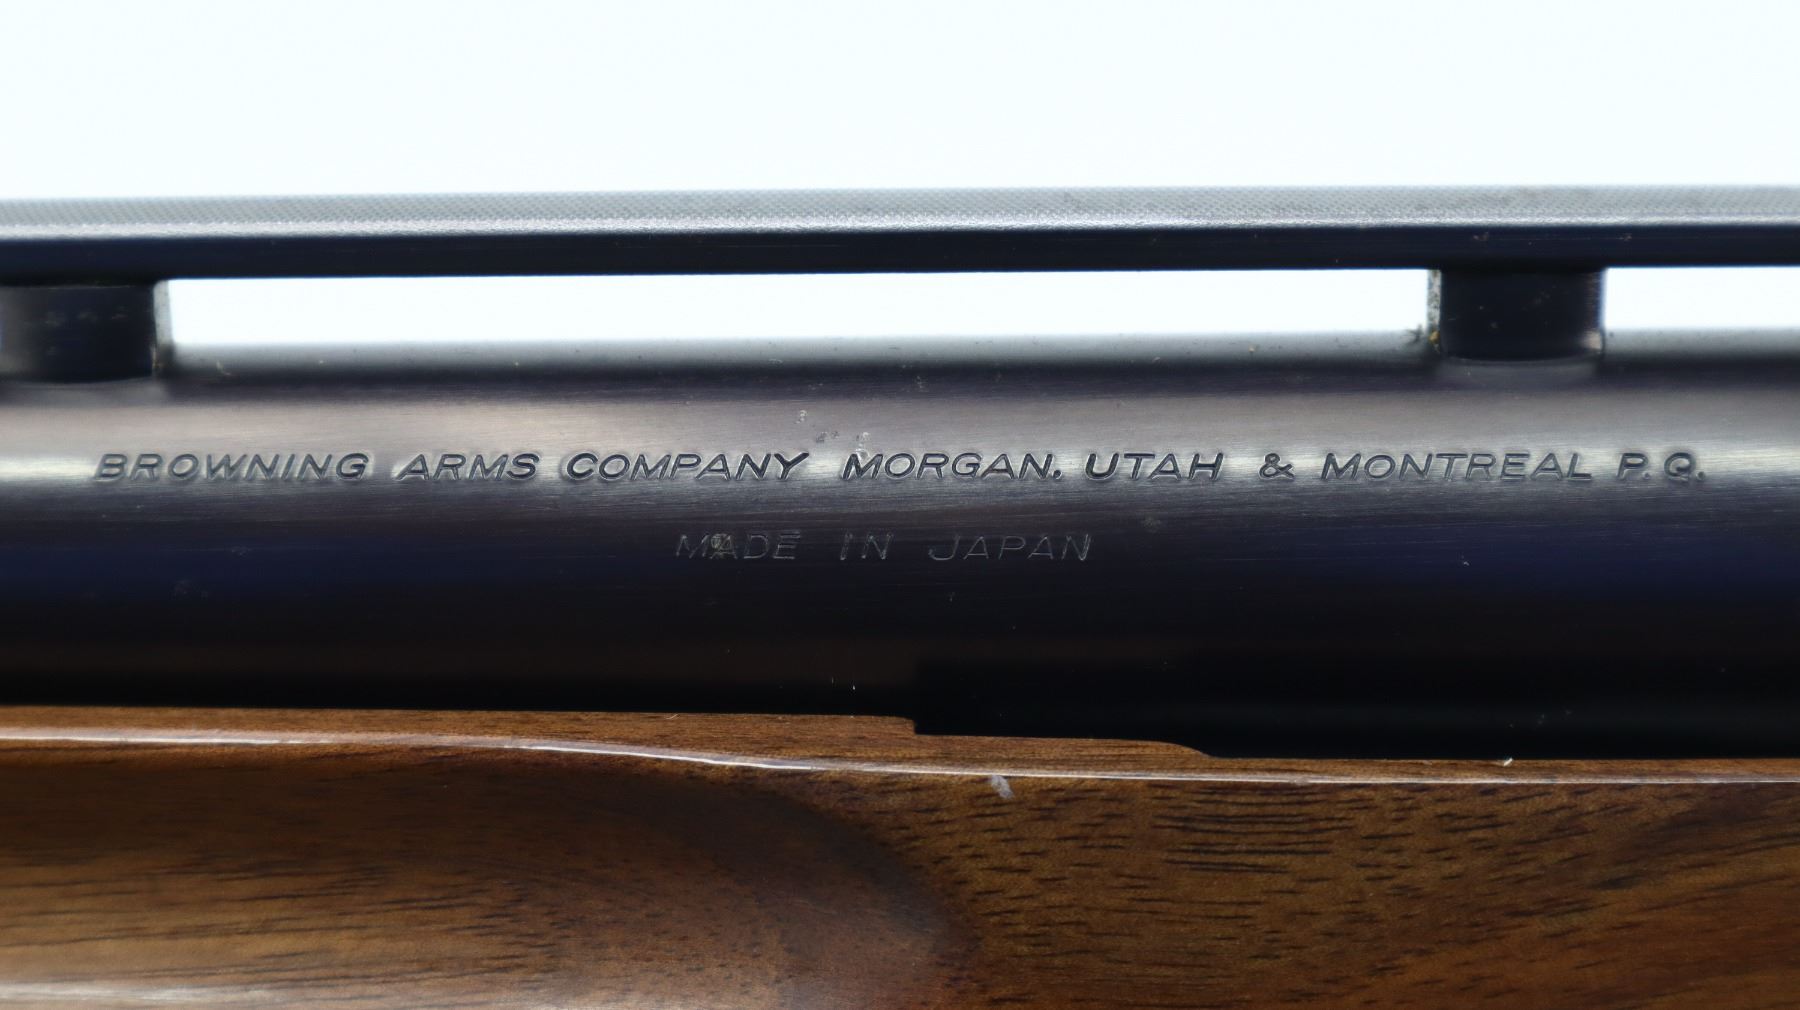 BROWNING ARMS COMPANY MORGAN, UTAH & MONTREAL P.Q.
MADE IN JAPAN